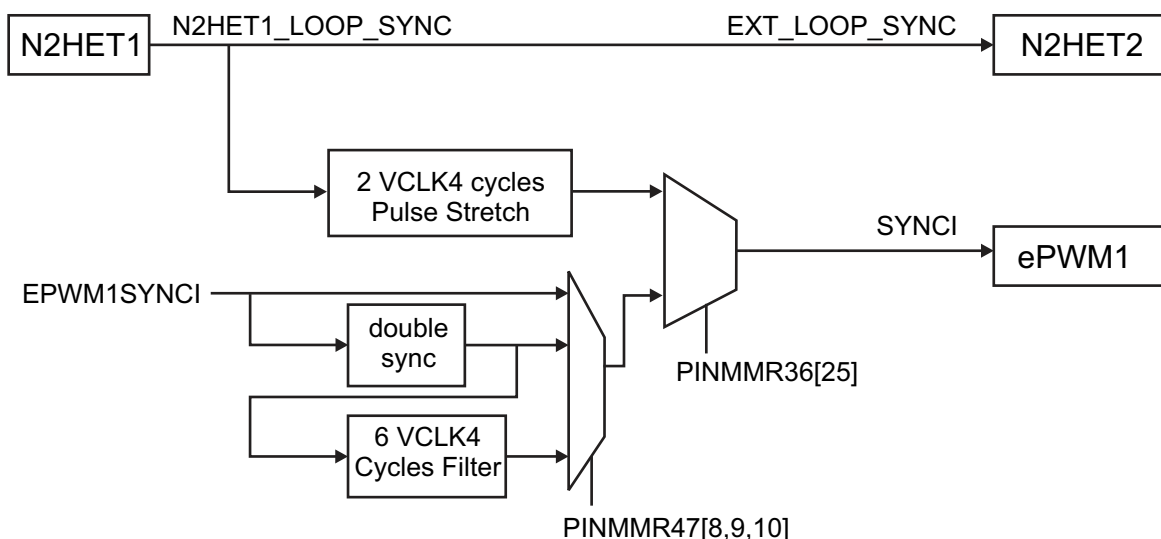 N2HET1
N2HET1_LOOP_SYNC
EXT_LOOP_SYNC
N2HET2
2 VCLK4 cycles
Pulse Stretch
SYNCI
ePWM1
EPWM1SYNCI
double
sync
PINMMR36[25]
6 VCLK4
Cycles Filter
PINMMR47[8,9,10]